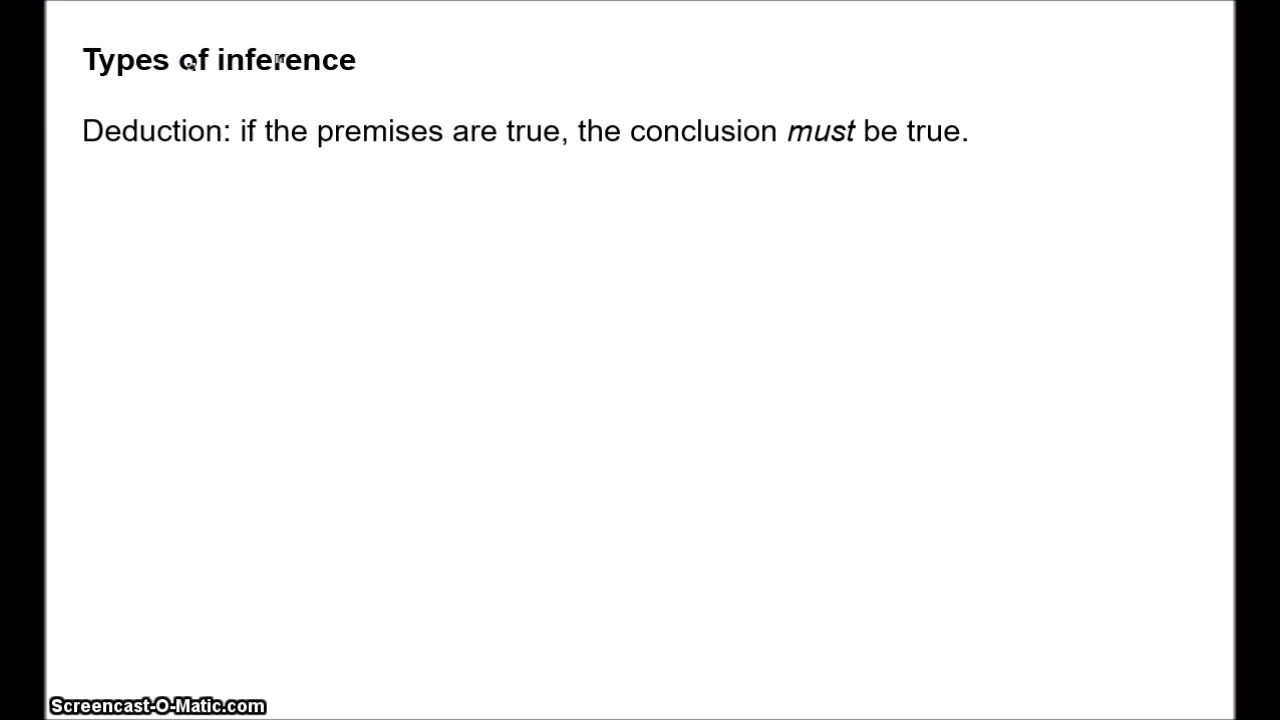 Types of inference
Deduction: if the premises are true, the conclusion must be true.
Screencast-O-Matic.com